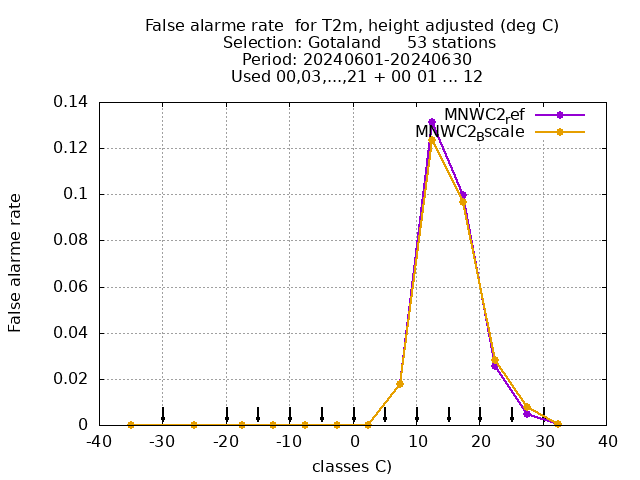 False alarme rate  for T2m, height adjusted (deg C)
Selection: Gotaland     53 stations
Period: 20240601-20240630
Used 00,03,...,21 + 00 01 ... 12
MNWC2ref
MNWC2Bscale
0.14
0.12
0.1
0.08
0.06
0.04
0.02
0
False alarme rate
-40 -30 -20 -10 0 10 20 30 40
classes C)